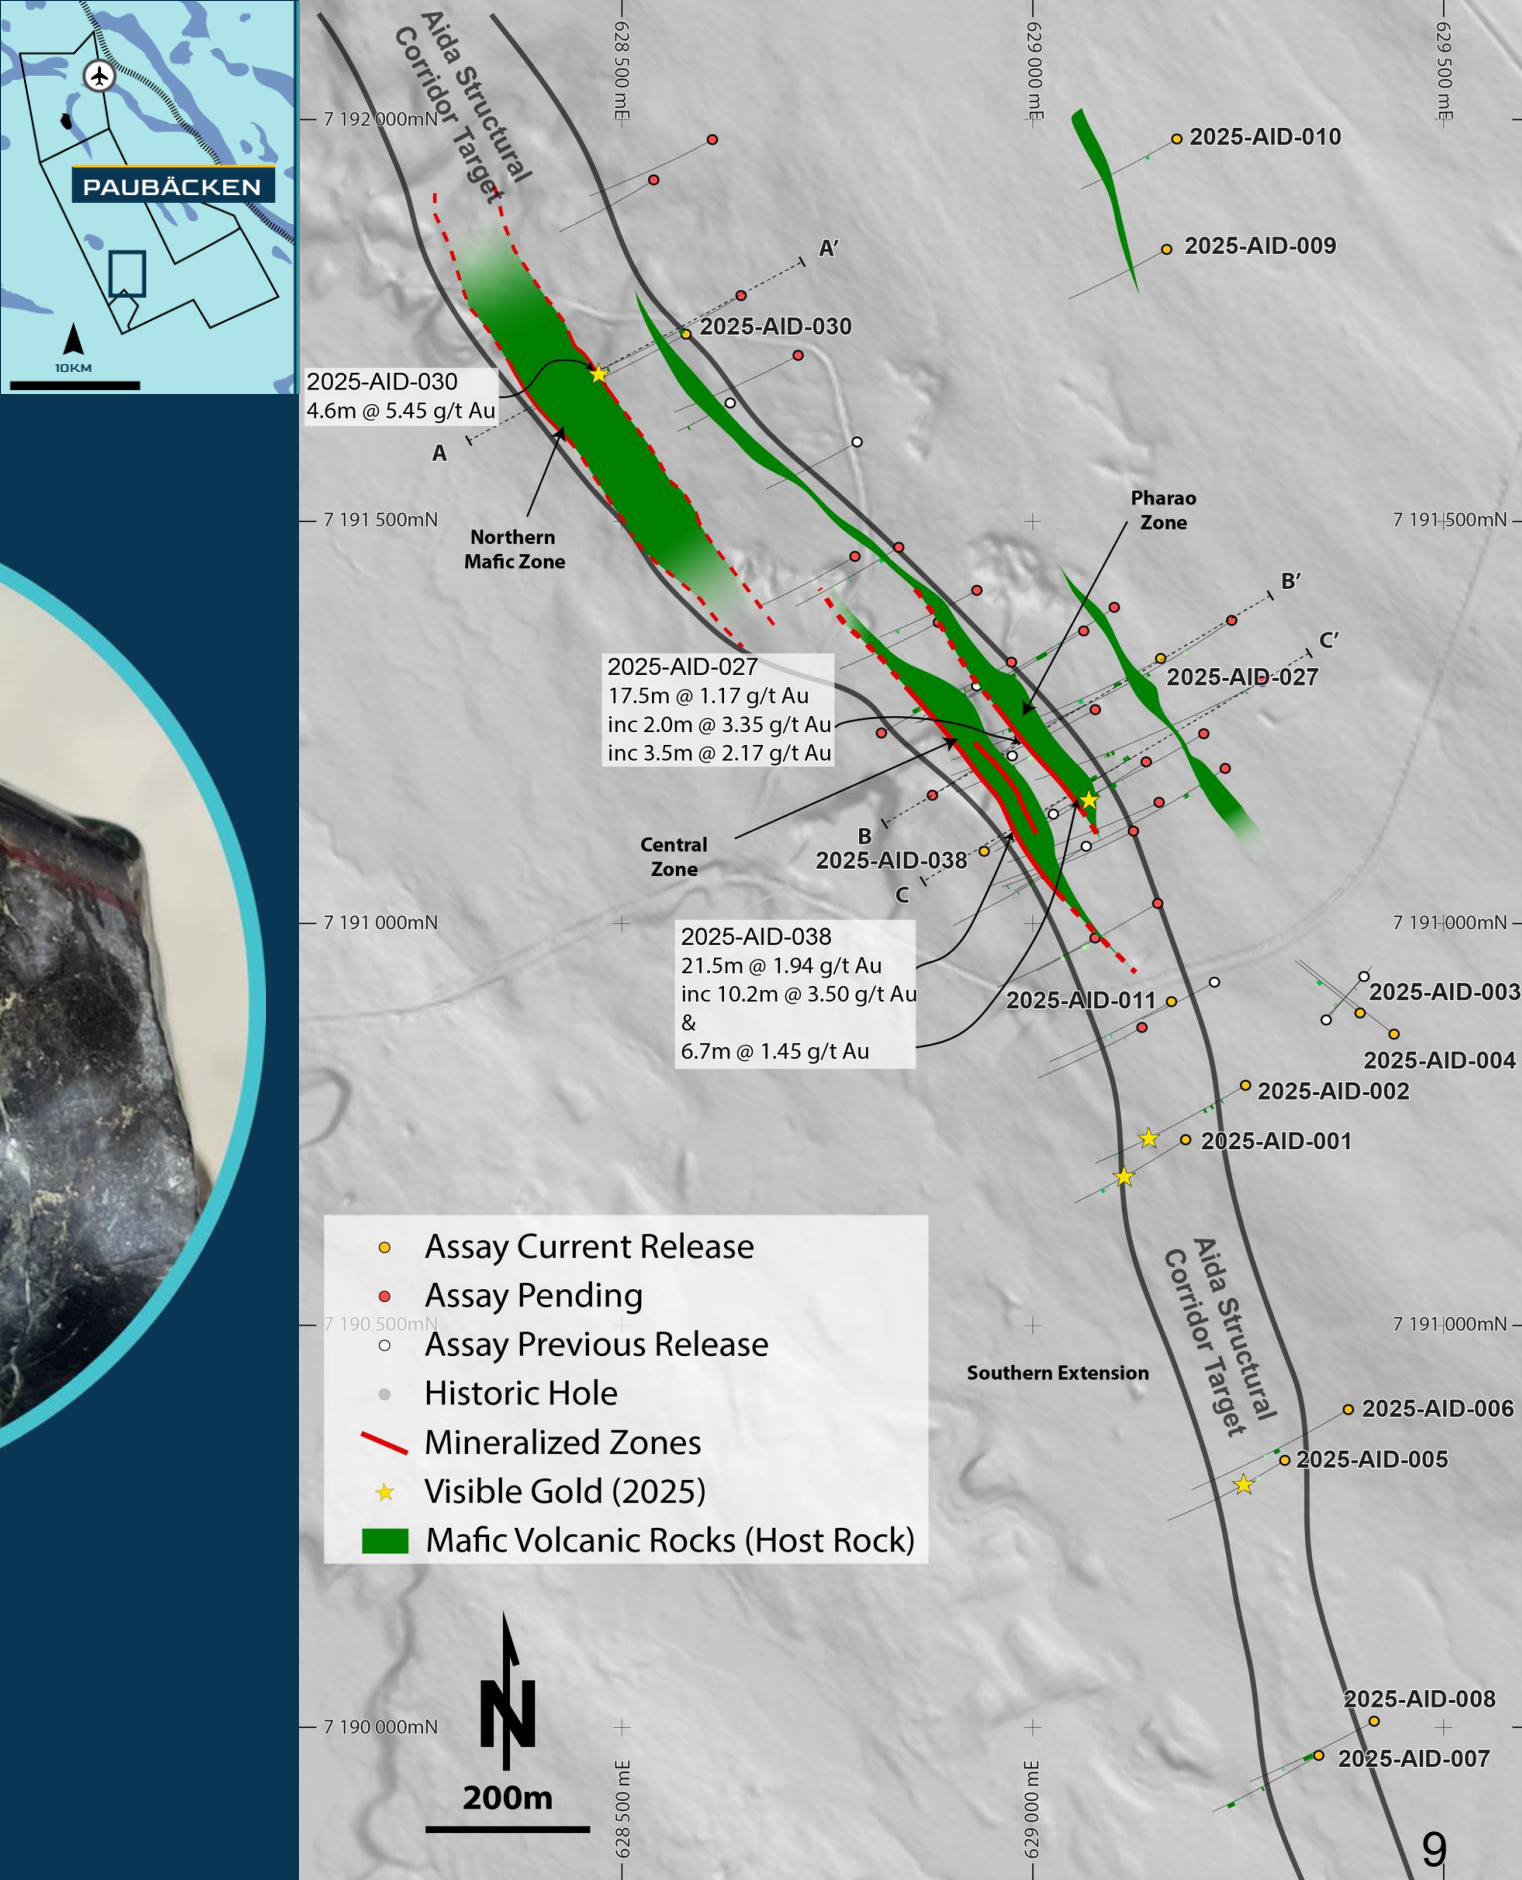 PAUBÄCKEN
10KM
Aida Structural
Corridor Target
628 500 mE
629 000 mE
629 500 mE
7 192 000mN
2025-AID-010
2025-AID-009
A'
2025-AID-030
2025-AID-030
4.6m @ 5.45 g/t Au
A
Northern
Mafic Zone
Pharao
Zone
7 191 500mN
7 191 500mN
B'
C'
2025-AID-027
2025-AID-027
17.5m @ 1.17 g/t Au
inc 2.0m @ 3.35 g/t Au
inc 3.5m @ 2.17 g/t Au
Central
Zone
B
2025-AID-038
C
7 191 000mN
7 191 000mN
2025-AID-038
21.5m @ 1.94 g/t Au
inc 10.2m @ 3.50 g/t Au
&
6.7m @ 1.45 g/t Au
2025-AID-011
2025-AID-003
2025-AID-004
2025-AID-002
2025-AID-001
Assay Current Release
Assay Pending
Assay Previous Release
Historic Hole
Mineralized Zones
Visible Gold (2025)
Mafic Volcanic Rocks (Host Rock)
7 190 500mN
7 191 000mN
Aida Structural
Corridor Target
Southern Extension
2025-AID-006
2025-AID-005
N
200m
7 190 000mN
2025-AID-008
2025-AID-007
628 500 mE
629 000 mE
9